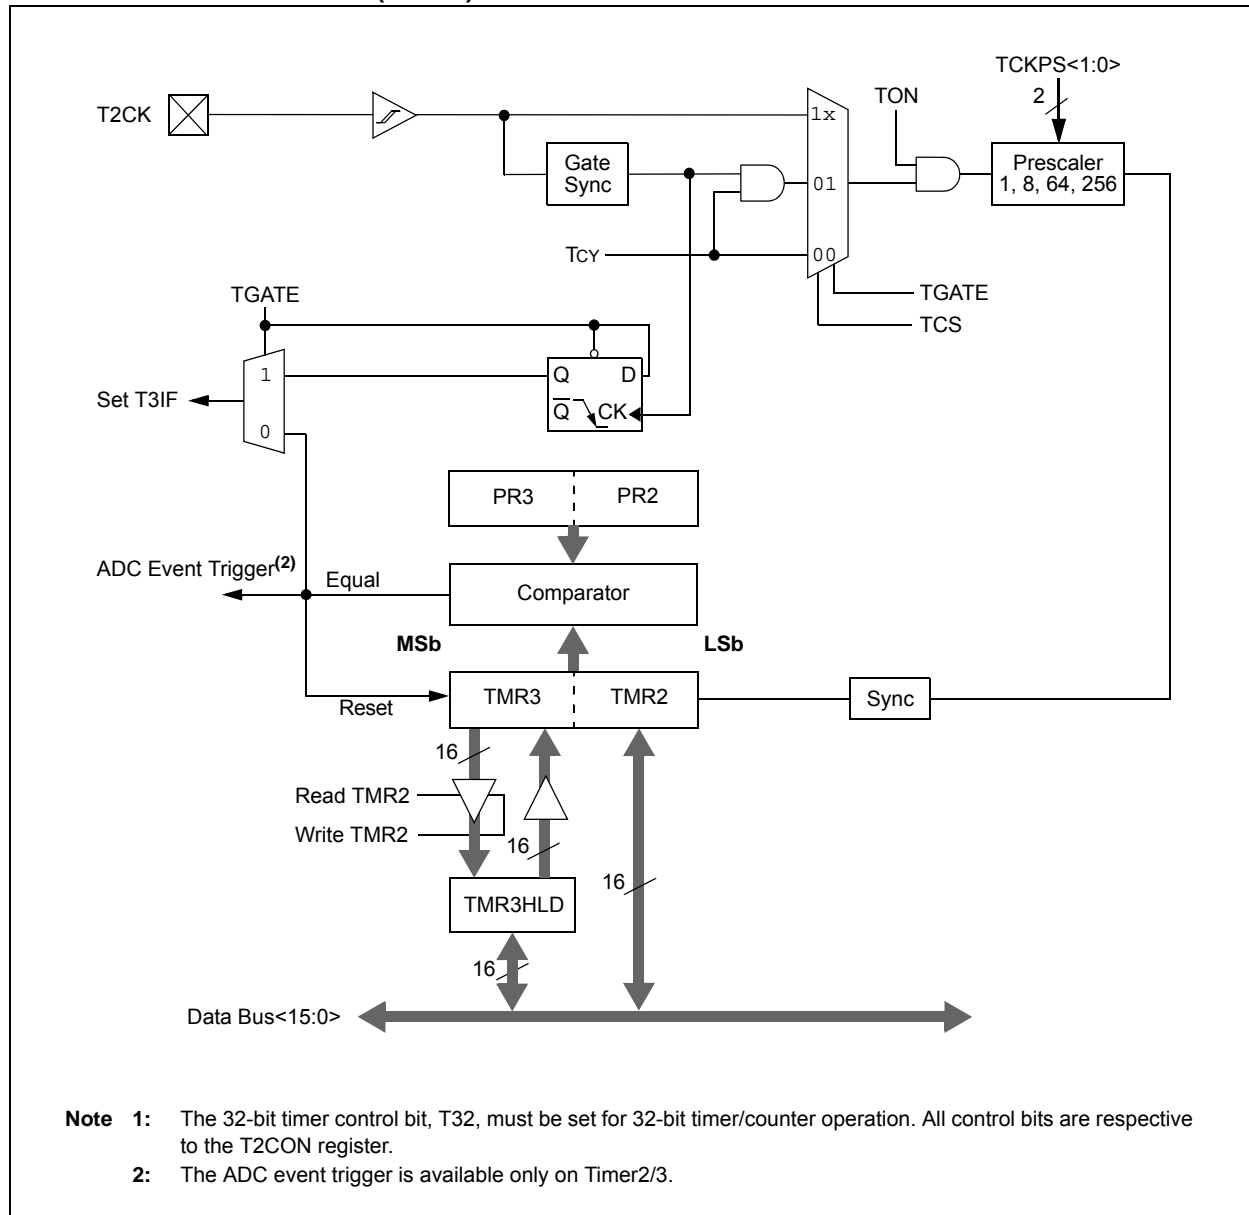 TCKPS<1:0>
2
TON
T2CK
1x
Gate
Sync
Prescaler
1, 8, 64, 256
01
TCY
00
TGATE
TCS
TGATE
1
Q D
Set T3IF
Q CK
0
PR3 PR2
ADC Event Trigger(2)
Equal
Comparator
MSb LSb
TMR3 TMR2
Sync
Reset
16
Read TMR2
Write TMR2
16
16
TMR3HLD
16
Data Bus<15:0>
Note 1: The 32-bit timer control bit, T32, must be set for 32-bit timer/counter operation. All control bits are respective
to the T2CON register.
2: The ADC event trigger is available only on Timer2/3.